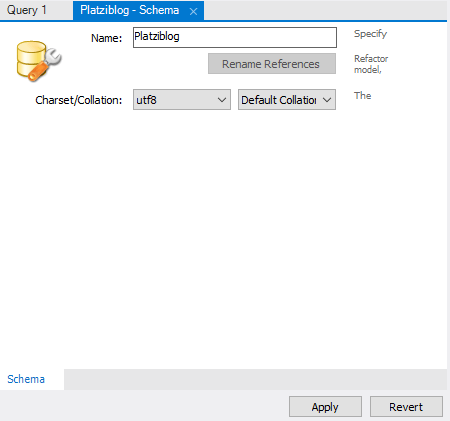 Query 1
Platziblog - Schema
Name: Platziblog
Specify
Rename References
Refactor
model,
Charset/Collation: utf8 Default Collation
The
Schema
Apply Revert